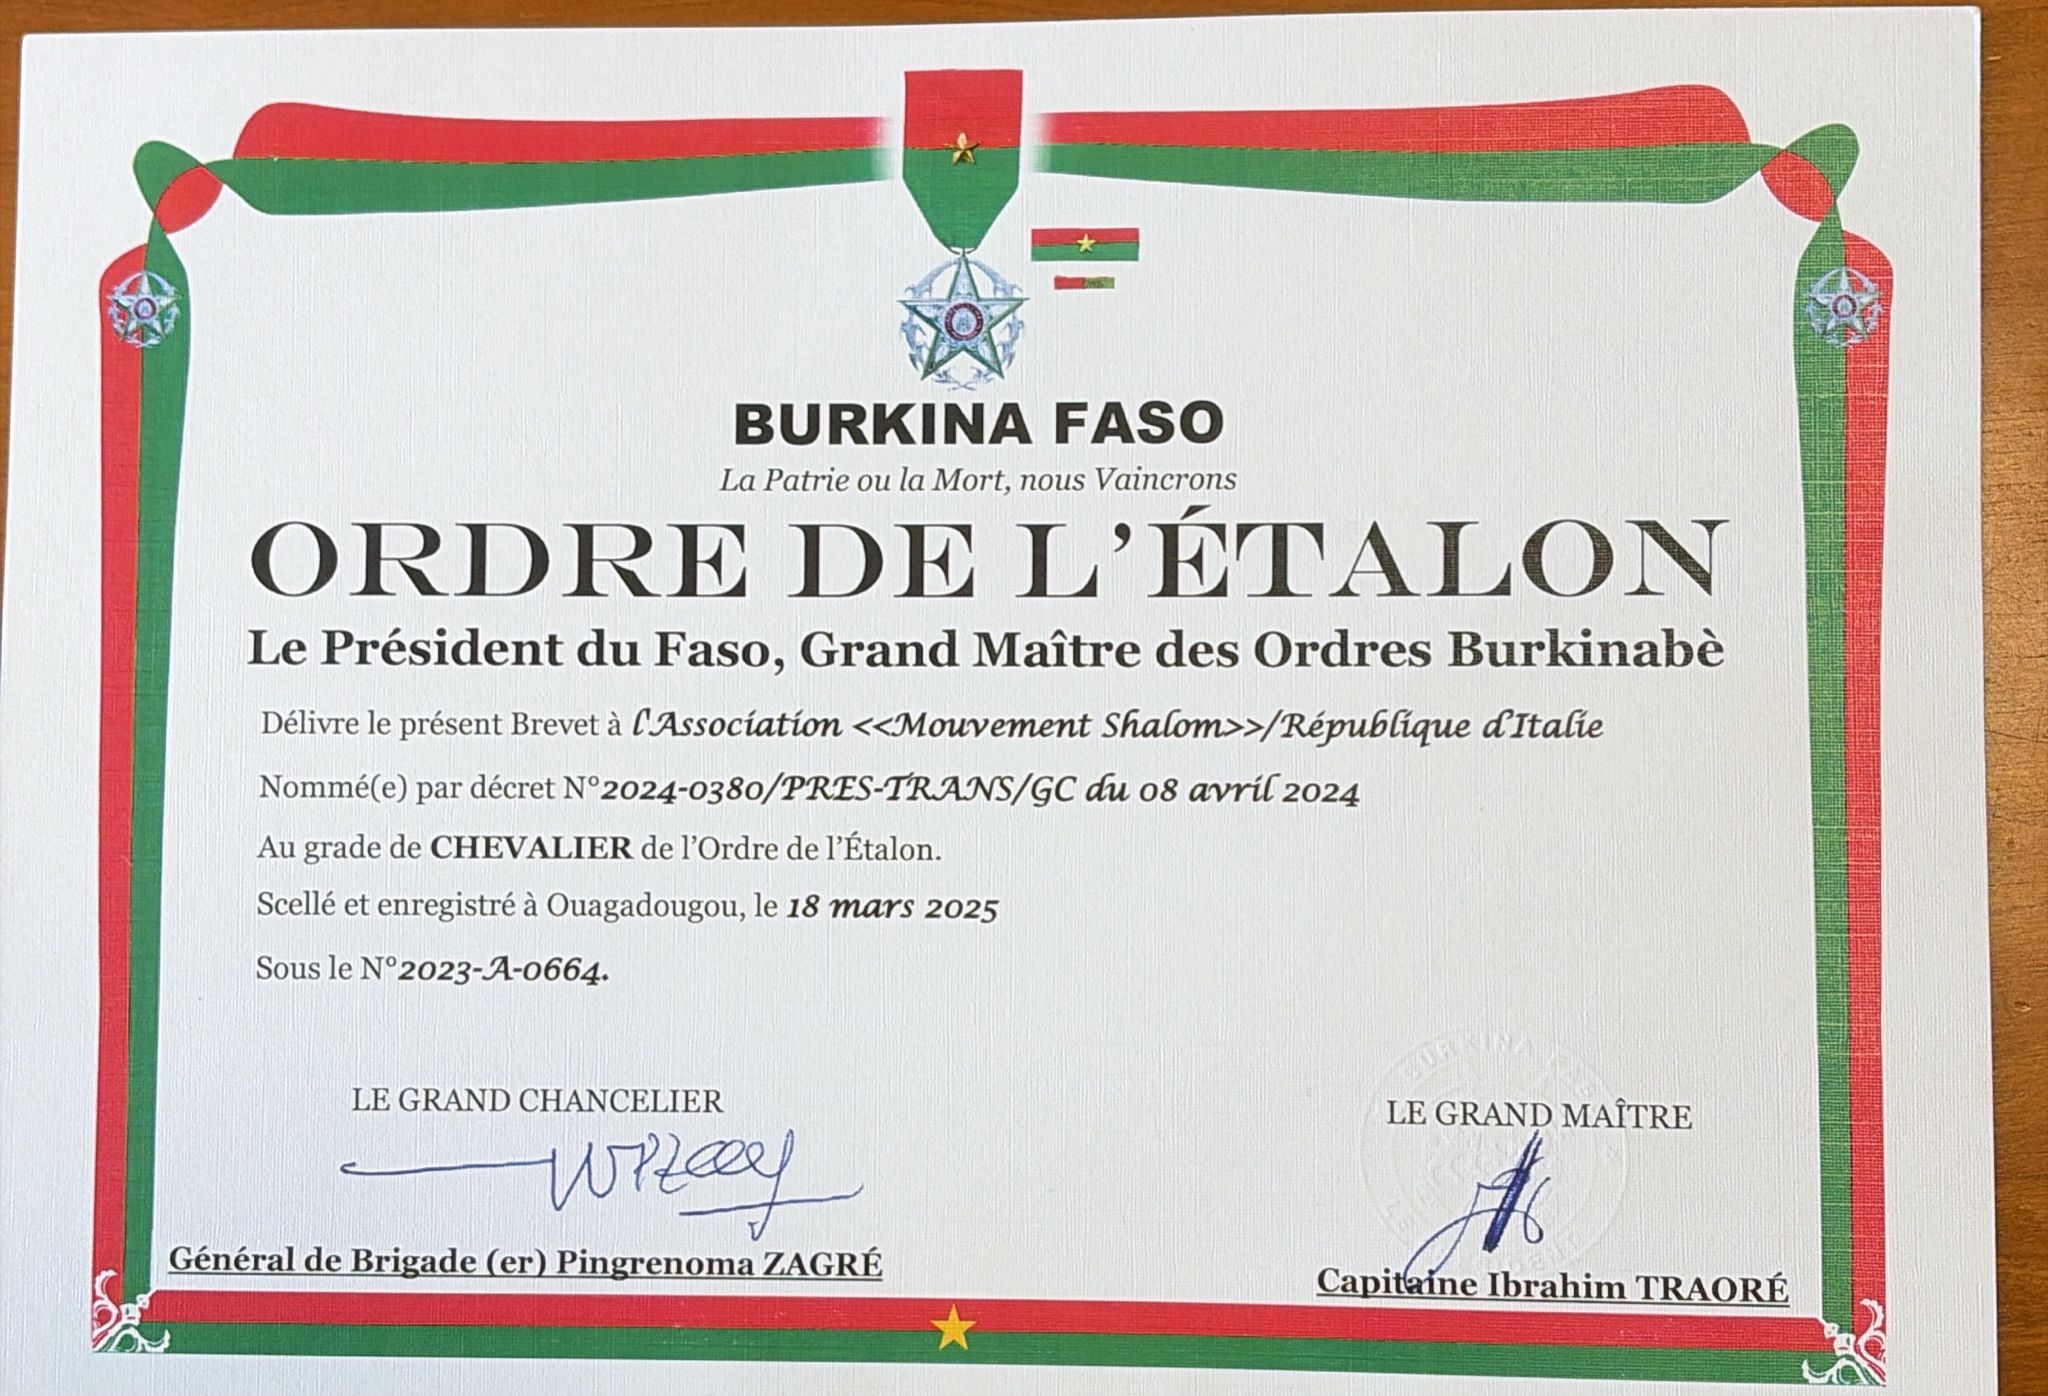 BURKINA FASO
La Patrie ou la Mort, nous Vaincrons
ORDRE DE L’ÉTALON
Le Président du Faso, Grand Maître des Ordres Burkinabè
Délivre le présent Brevet à l'Association <<Mouvement Shalom>>/République d'Italie
Nommé(e) par décret N°2024-0380/PRES-TRANS/GC du 08 avril 2024
Au grade de CHEVALIER de l’Ordre de l’Étalon.
Scellé et enregistré à Ouagadougou, le 18 mars 2025
Sous le N°2023-A-0664.
LE GRAND CHANCELIER
LE GRAND MAÎTRE
BURKINA
Général de Brigade (er) Pingrenoma ZAGRÉ
Capitaine Ibrahim TRAORÉ